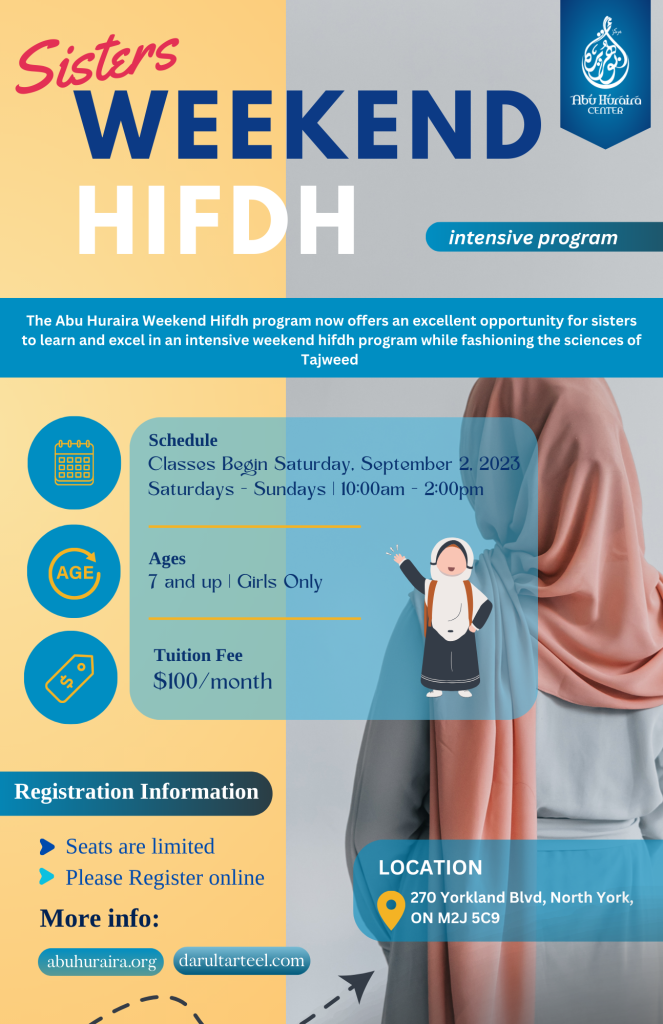 Sisters
WEEKEND
HIFDH
Abu Huraira
CENTER
intensive program
The Abu Huraira Weekend Hifdh program now offers an excellent opportunity for sisters
to learn and excel in an intensive weekend hifdh program while fashioning the sciences of
Tajweed
Schedule
Classes Begin Saturday, September 2, 2023
Saturdays - Sundays | 10:00am - 2:00pm
AGE
Ages
7 and up | Girls Only
Tuition Fee
$100/month
Registration Information
Seats are limited
Please Register online
More info:
abuhuraira.org
darultarteel.com
LOCATION
270 Yorkland Blvd, North York,
ON M2J 5C9